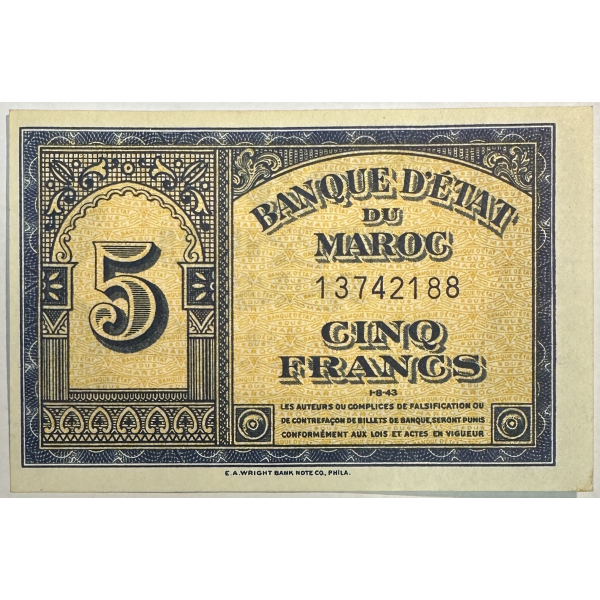 5
BANQUE D'ÉTAT
DU
MAROC
13742188
CINQ
FRANCS
1-8-43
LES AUTEURS OU COMPLICES DE FALSIFICATION OU
DE CONTREFAÇON DE BILLETS DE BANQUE, SERONT PUNIS
CONFORMÉMENT AUX LOIS ET ACTES EN VIGUEUR
E.A. WRIGHT BANK NOTE CO., PHILA.